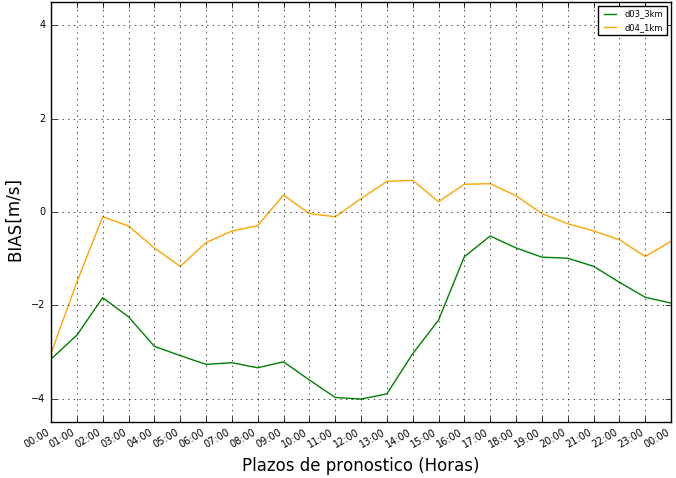 d03_3km
d04_1km
4
2
0
−2
−4
BIAS[m/s]
00:00 01:00 02:00 03:00 04:00 05:00 06:00 07:00 08:00 09:00 10:00 11:00 12:00 13:00 14:00 15:00 16:00 17:00 18:00 19:00 20:00 21:00 22:00 23:00 00:00
Plazos de pronostico (Horas)